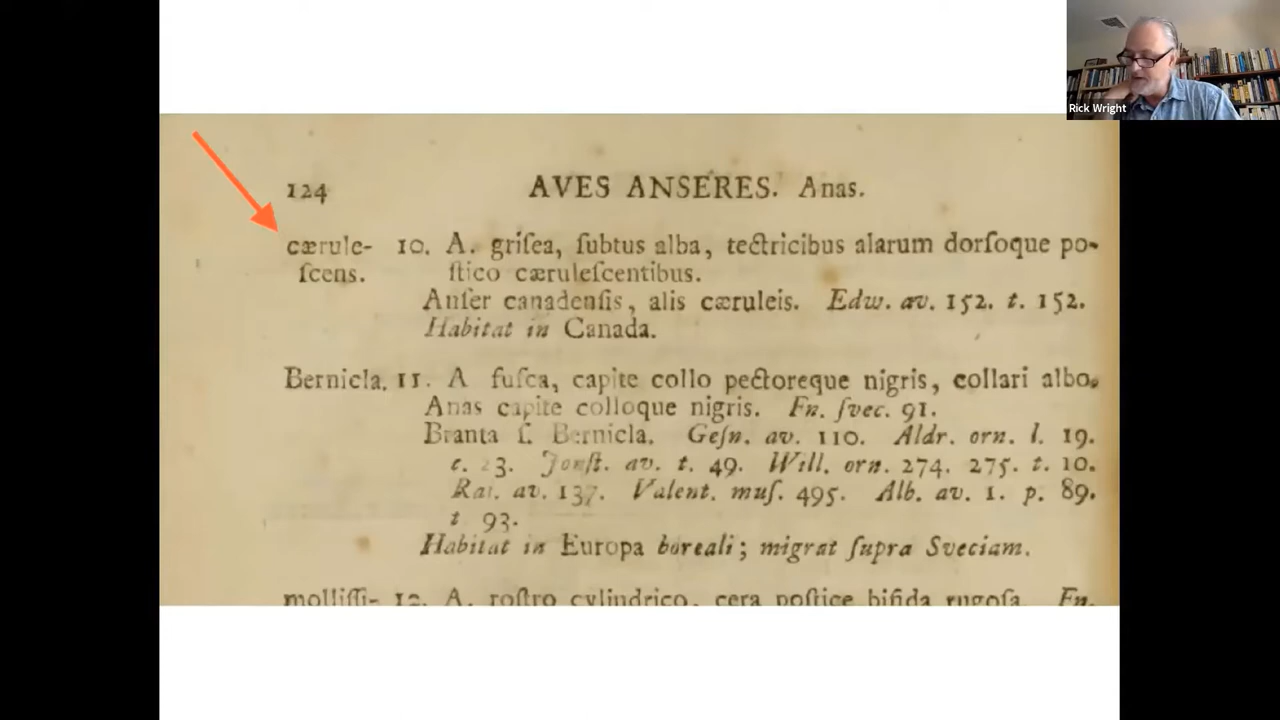 Rick Wright
124 AVES ANSERES. Anas.
cærule- 10. A. griſea, ſubtus alba, tectricibus alarum dorſoque po-
ſcens. ſtico cæruleſcentibus.
Anſer canadenſis, alis cæruleis. Edw. av. 152. t. 152.
Habitat in Canada.
Bernicla. 11. A fuſca, capite collo pectoreque nigris, collari albo.
Anas capite colloque nigris. Fn. ſvec. 91.
Branta ſ. Bernicla. Geſn. av. 110. Aldr. orn. l. 19.
c. 23. Jonſt. av. t. 49. Will. orn. 274. 275. t. 10.
Rai. av. 137. Valent. muſ. 495. Alb. av. 1. p. 89.
t 93.
Habitat in Europa boreali; migrat ſupra Sveciam.
molliſſi- 12. A. roſtro cylindrico, cera poſtice bifida rugoſa. Fn.